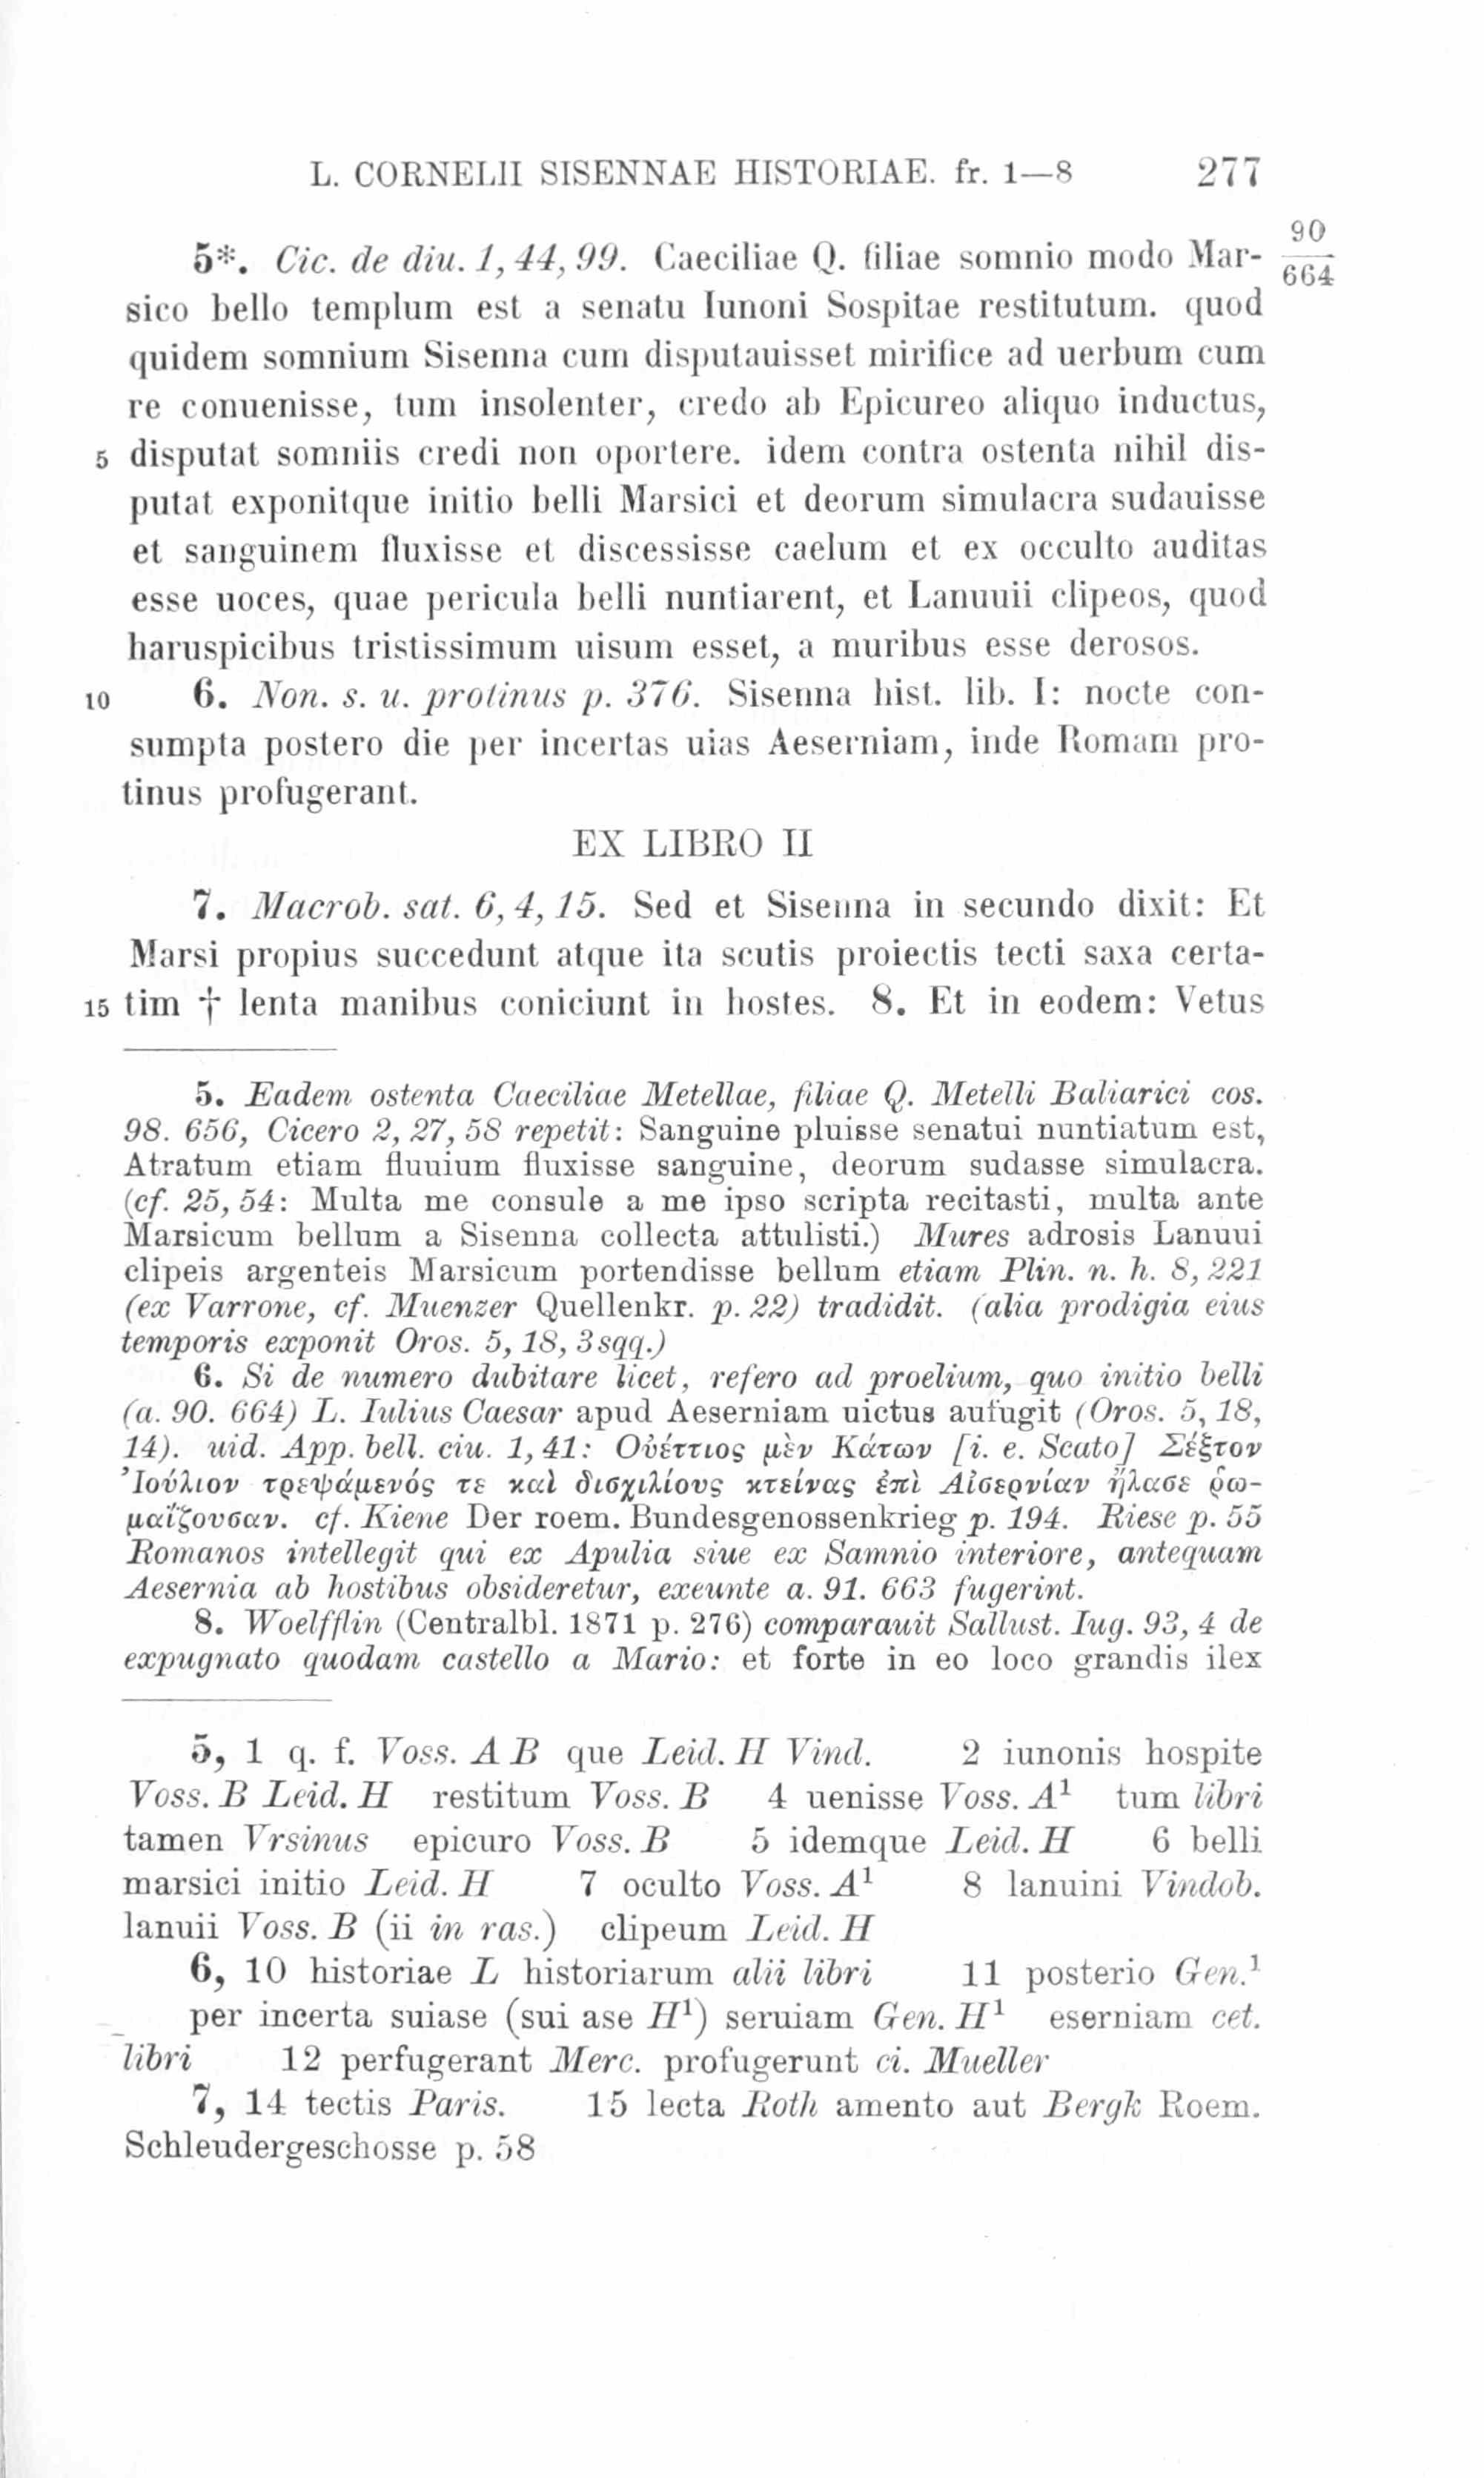 L. CORNELII SISENNAE HISTORIAE. fr. 1—8 277
5*. Cic. de diu. 1, 44, 99. Caeciliae Q. filiae somnio modo Mar- 90/664
sico bello templum est a senatu Iunoni Sospitae restitutum. quod
quidem somnium Sisenna cum disputauisset mirifice ad uerbum cum
re conuenisse, tum insolenter, credo ab Epicureo aliquo inductus,
5 disputat somniis credi non oportere. idem contra ostenta nihil dis-
putat exponitque initio belli Marsici et deorum simulacra sudauisse
et sanguinem fluxisse et discessisse caelum et ex occulto auditas
esse uoces, quae pericula belli nuntiarent, et Lanuuii clipeos, quod
haruspicibus tristissimum uisum esset, a muribus esse derosos.
10 6. Non. s. u. protinus p. 376. Sisenna hist. lib. I: nocte con-
sumpta postero die per incertas uias Aeserniam, inde Romam pro-
tinus profugerant.
EX LIBRO II
7. Macrob. sat. 6, 4, 15. Sed et Sisenna in secundo dixit: Et
Marsi propius succedunt atque ita scutis proiectis tecti saxa certa-
15 tim † lenta manibus coniciunt in hostes. 8. Et in eodem: Vetus
5. Eadem ostenta Caeciliae Metellae, filiae Q. Metelli Baliarici cos.
98. 656, Cicero 2, 27, 58 repetit: Sanguine pluisse senatui nuntiatum est,
Atratum etiam fluuium fluxisse sanguine, deorum sudasse simulacra.
(cf. 25, 54: Multa me consule a me ipso scripta recitasti, multa ante
Marsicum bellum a Sisenna collecta attulisti.) Mures adrosis Lanuui
clipeis argenteis Marsicum portendisse bellum etiam Plin. n. h. 8, 221
(ex Varrone, cf. Muenzer Quellenkr. p. 22) tradidit. (alia prodigia eius
temporis exponit Oros. 5, 18, 3 sqq.)
6. Si de numero dubitare licet, refero ad proelium, quo initio belli
(a. 90. 664) L. Iulius Caesar apud Aeserniam uictus aufugit (Oros. 5, 18,
14). uid. App. bell. ciu. 1, 41: Οὐέττιος μὲν Κάτων [i. e. Scato] Σέξτον
Ἰούλιον τρεψάμενός τε καὶ δισχιλίους κτείνας ἐπὶ Αἰσερνίαν ἤλασε ῥω-
μαΐζουσαν. cf. Kiene Der roem. Bundesgenossenkrieg p. 194. Riese p. 55
Romanos intellegit qui ex Apulia siue ex Samnio interiore, antequam
Aesernia ab hostibus obsideretur, exeunte a. 91. 663 fugerint.
8. Woelfflin (Centralbl. 1871 p. 276) comparauit Sallust. Iug. 93, 4 de
expugnato quodam castello a Mario: et forte in eo loco grandis ilex
5, 1 q. f. Voss. A B que Leid. H Vind. 2 iunonis hospite
Voss. B Leid. H restitum Voss. B 4 uenisse Voss. A¹ tum libri
tamen Vrsinus epicuro Voss. B 5 idemque Leid. H 6 belli
marsici initio Leid. H 7 oculto Voss. A¹ 8 lanuini Vindob.
lanuii Voss. B (ii in ras.) clipeum Leid. H
6, 10 historiae L historiarum alii libri 11 posterio Gen.¹
per incerta suiase (sui ase H¹) seruiam Gen. H¹ eserniam cet.
libri 12 perfugerant Merc. profugerunt ci. Mueller
7, 14 tectis Paris. 15 lecta Roth amento aut Bergk Roem.
Schleudergeschosse p. 58